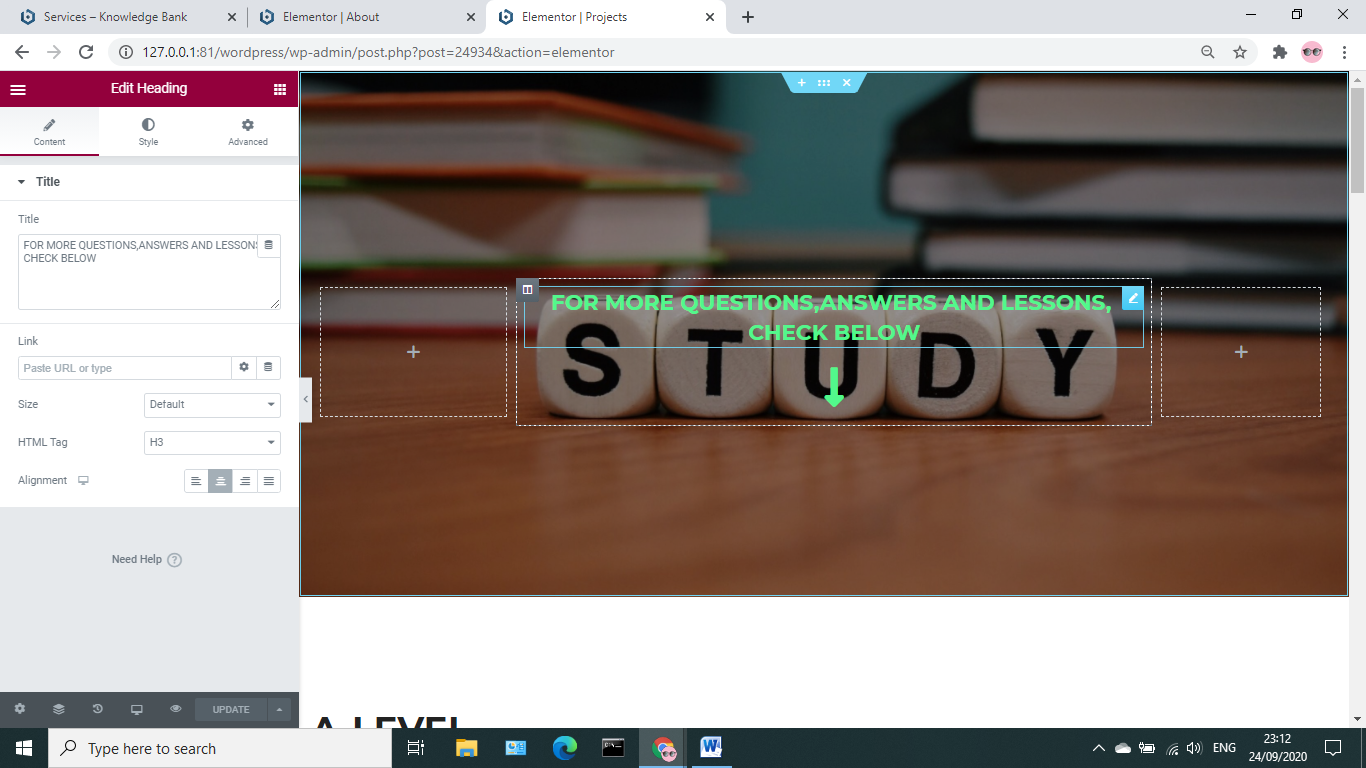 Services – Knowledge Bank
Elementor | About
Elementor | Projects
127.0.0.1:81/wordpress/wp-admin/post.php?post=24934&action=elementor
Edit Heading
Content
Style
Advanced
Title
Title
FOR MORE QUESTIONS,ANSWERS AND LESSONS
CHECK BELOW
Link
Paste URL or type
Size
Default
HTML Tag
H3
Alignment
Need Help ?
UPDATE
FOR MORE QUESTIONS,ANSWERS AND LESSONS,
CHECK BELOW
STUDY
A-LEVEL
Type here to search
ENG
23:12
24/09/2020